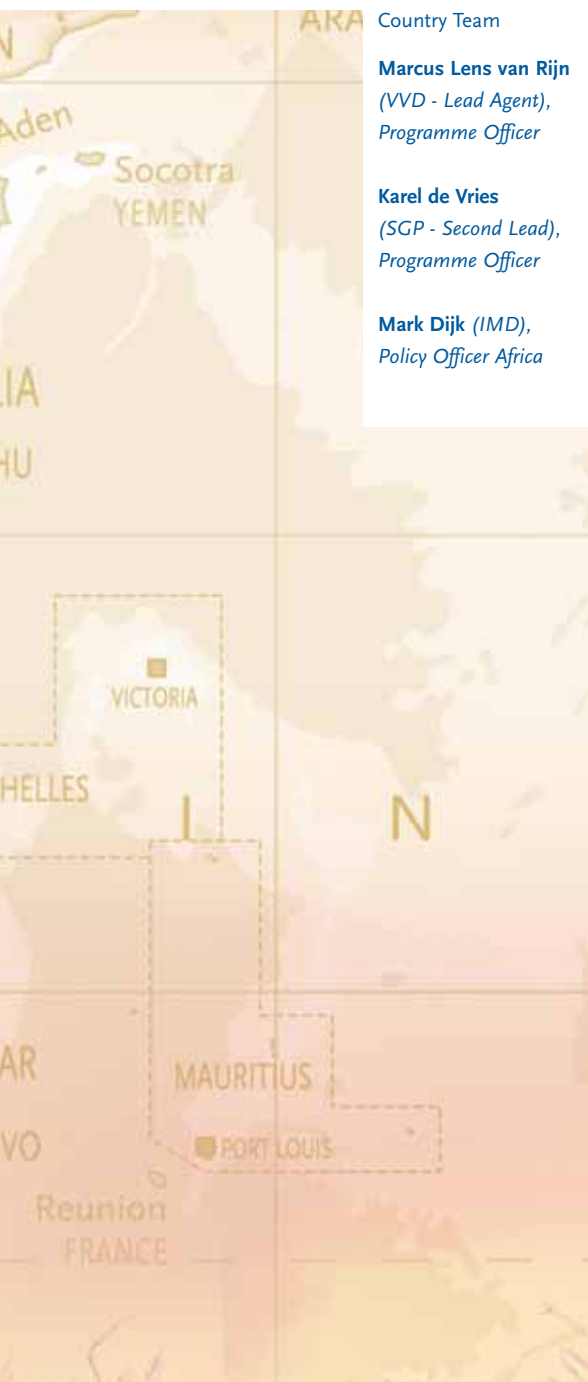 Country Team
Marcus Lens van Rijn
(VVD - Lead Agent),
Programme Officer
Karel de Vries
(SGP - Second Lead),
Programme Officer
Mark Dijk (IMD),
Policy Officer Africa
N
ARA
Aden
Socotra
YEMEN
LIA
HU
VICTORIA
HELLES
I N
AR
MAURITIUS
VO
PORT LOUIS
Reunion
FRANCE